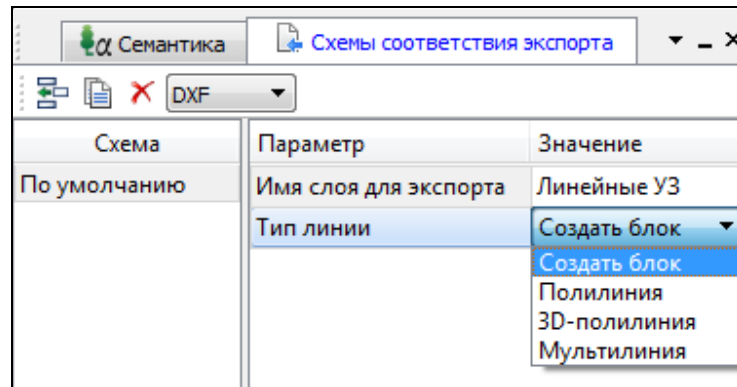 α Семантика Схемы соответствия экспорта
DXF
Схема Параметр Значение
По умолчанию Имя слоя для экспорта Линейные УЗ
Тип линии Создать блок
Создать блок
Полилиния
3D-полилиния
Мультилиния